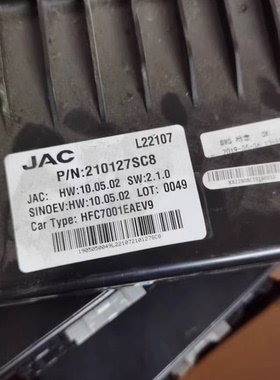 L22107
JAC
P/N:210127SC8
JAC: HW:10.05.02 SW:2.1.0
SINOEV:HW:10.05.02 LOT: 0049
Car Type: HFC7001EAEV9
1905050049L22107210127SC8